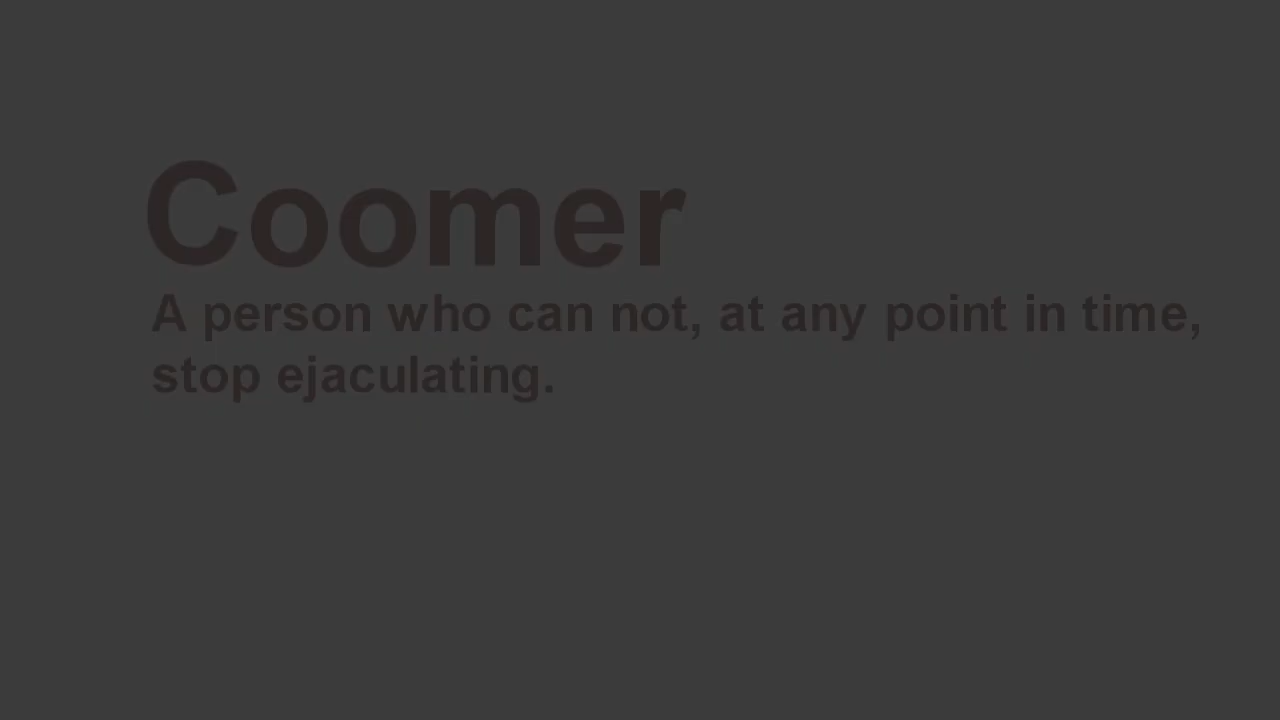 Coomer
A person who can not, at any point in time,
stop ejaculating.